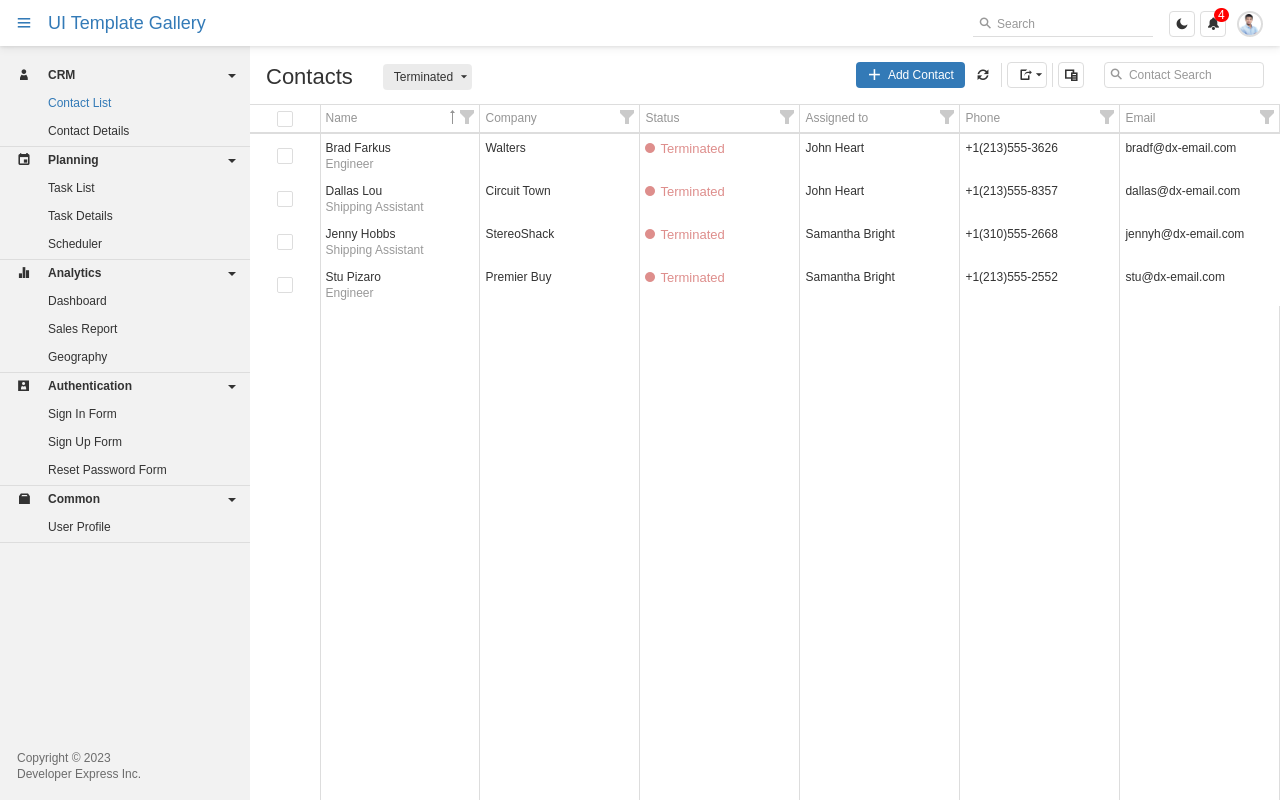 UI Template Gallery
Search
4
CRM
Contact List
Contact Details
Planning
Task List
Task Details
Scheduler
Analytics
Dashboard
Sales Report
Geography
Authentication
Sign In Form
Sign Up Form
Reset Password Form
Common
User Profile
Copyright © 2023
Developer Express Inc.
Contacts
Terminated
Add Contact
Contact Search
Name Company Status Assigned to Phone Email
Brad Farkus Walters Terminated John Heart +1(213)555-3626 bradf@dx-email.com
Engineer
Dallas Lou Circuit Town Terminated John Heart +1(213)555-8357 dallas@dx-email.com
Shipping Assistant
Jenny Hobbs StereoShack Terminated Samantha Bright +1(310)555-2668 jennyh@dx-email.com
Shipping Assistant
Stu Pizaro Premier Buy Terminated Samantha Bright +1(213)555-2552 stu@dx-email.com
Engineer